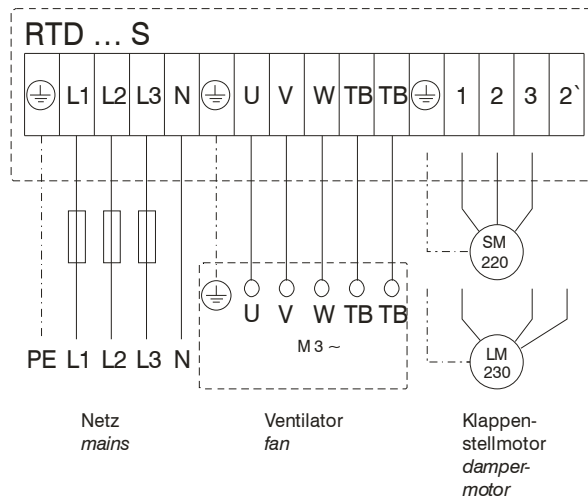 RTD ... S
L1 L2 L3 N U V W TB TB 1 2 3 2`
SM
220
U V W TB TB
M 3 ~
PE L1 L2 L3 N
LM
230
Netz
mains
Ventilator
fan
Klappen-
stellmotor
damper-
motor